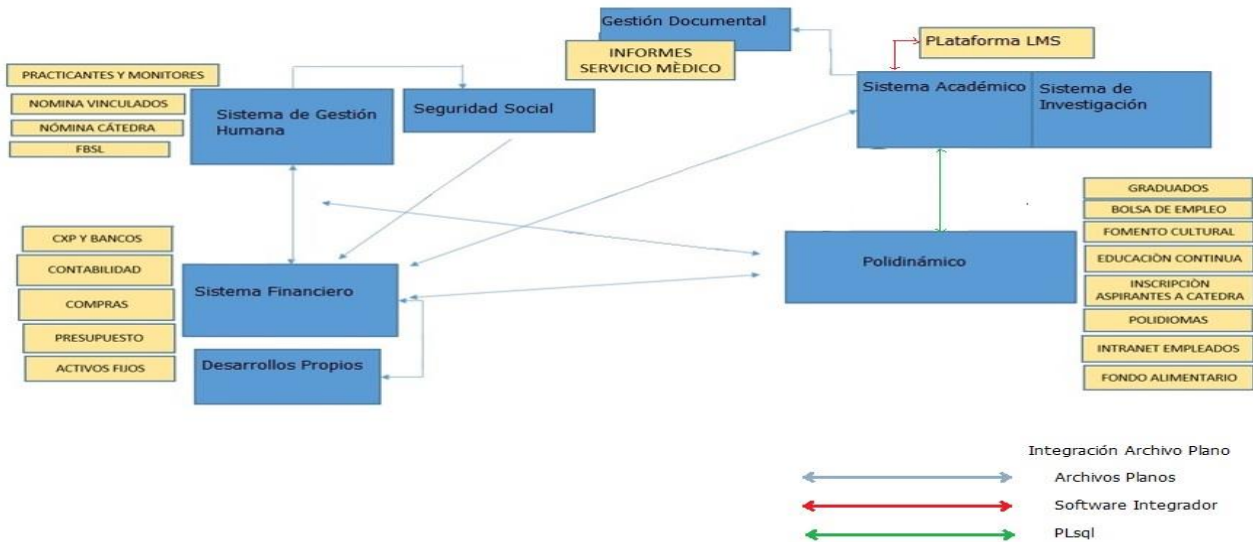 Gestión Documental
INFORMES
SERVICIO MÈDICO
PLataforma LMS
PRACTICANTES Y MONITORES
NOMINA VINCULADOS
NÓMINA CÁTEDRA
FBSL
Sistema de Gestión
Humana
Seguridad Social
Sistema Académico
Sistema de
Investigación
CXP Y BANCOS
CONTABILIDAD
COMPRAS
PRESUPUESTO
ACTIVOS FIJOS
Sistema Financiero
Desarrollos Propios
Polidinámico
GRADUADOS
BOLSA DE EMPLEO
FOMENTO CULTURAL
EDUCACIÒN CONTINUA
INSCRIPCIÒN
ASPIRANTES A CATEDRA
POLIDIOMAS
INTRANET EMPLEADOS
FONDO ALIMENTARIO
Integración Archivo Plano
Archivos Planos
Software Integrador
PLsql